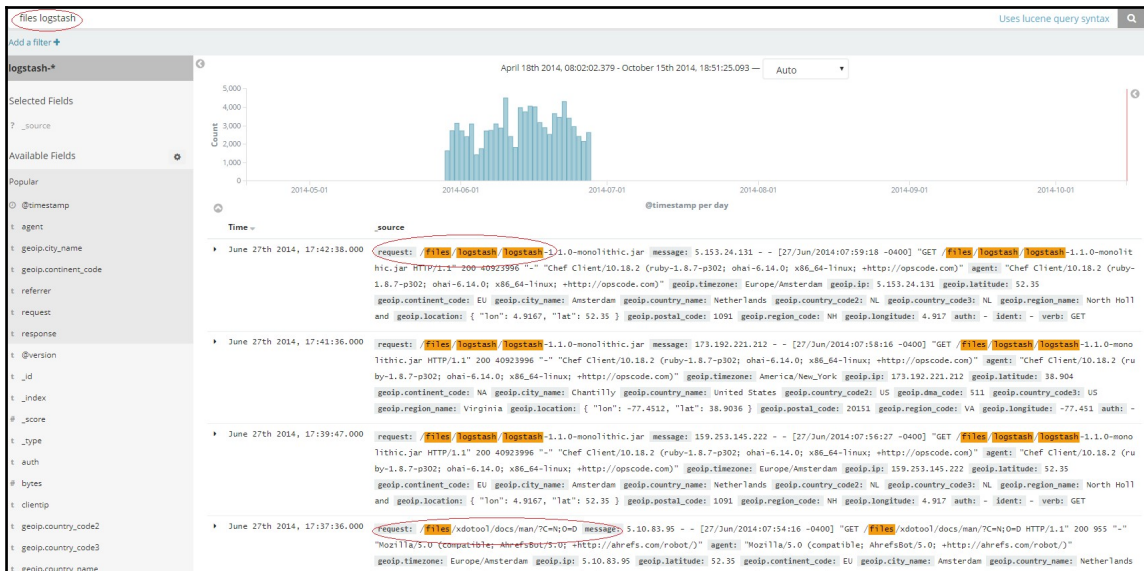 files logstash
Uses lucene query syntax
Add a filter +
logstash-*
Selected Fields
? _source
Available Fields
Popular
@timestamp
t agent
t geoip.city_name
t geoip.continent_code
t referrer
t request
t response
t @version
t _id
t _index
# _score
t _type
t auth
# bytes
t clientip
t geoip.country_code2
t geoip.country_code3
t geoip.country_name
April 18th 2014, 08:02:02.379 - October 15th 2014, 18:51:25.093 — Auto
Count
5,000
4,000
3,000
2,000
1,000
0
2014-05-01 2014-06-01 2014-07-01 2014-08-01 2014-09-01 2014-10-01
@timestamp per day
Time _source
June 27th 2014, 17:42:38.000 request: /files/logstash/logstash-1.1.0-monolithic.jar message: 5.153.24.131 - - [27/Jun/2014:07:59:18 -0400] "GET /files/logstash/logstash-1.1.0-monolit
hic.jar HTTP/1.1" 200 40923996 "-" "Chef Client/10.18.2 (ruby-1.8.7-p302; ohai-6.14.0; x86_64-linux; +http://opscode.com)" agent: "Chef Client/10.18.2 (ruby-
1.8.7-p302; ohai-6.14.0; x86_64-linux; +http://opscode.com)" geoip.timezone: Europe/Amsterdam geoip.ip: 5.153.24.131 geoip.latitude: 52.35
geoip.continent_code: EU geoip.city_name: Amsterdam geoip.country_name: Netherlands geoip.country_code2: NL geoip.country_code3: NL geoip.region_name: North Holl
and geoip.location: { "lon": 4.9167, "lat": 52.35 } geoip.postal_code: 1091 geoip.region_code: NH geoip.longitude: 4.917 auth: - ident: - verb: GET
June 27th 2014, 17:41:36.000 request: /files/logstash/logstash-1.1.0-monolithic.jar message: 173.192.221.212 - - [27/Jun/2014:07:58:16 -0400] "GET /files/logstash/logstash-1.1.0-mono
lithic.jar HTTP/1.1" 200 40923996 "-" "Chef Client/10.18.2 (ruby-1.8.7-p302; ohai-6.14.0; x86_64-linux; +http://opscode.com)" agent: "Chef Client/10.18.2 (ru
by-1.8.7-p302; ohai-6.14.0; x86_64-linux; +http://opscode.com)" geoip.timezone: America/New_York geoip.ip: 173.192.221.212 geoip.latitude: 38.904
geoip.continent_code: NA geoip.city_name: Chantilly geoip.country_name: United States geoip.country_code2: US geoip.dma_code: 511 geoip.country_code3: US
geoip.region_name: Virginia geoip.location: { "lon": -77.4512, "lat": 38.9036 } geoip.postal_code: 20151 geoip.region_code: VA geoip.longitude: -77.451 auth: -
June 27th 2014, 17:39:47.000 request: /files/logstash/logstash-1.1.0-monolithic.jar message: 159.253.145.222 - - [27/Jun/2014:07:56:27 -0400] "GET /files/logstash/logstash-1.1.0-mono
lithic.jar HTTP/1.1" 200 40923996 "-" "Chef Client/10.18.2 (ruby-1.8.7-p302; ohai-6.14.0; x86_64-linux; +http://opscode.com)" agent: "Chef Client/10.18.2 (ru
by-1.8.7-p302; ohai-6.14.0; x86_64-linux; +http://opscode.com)" geoip.timezone: Europe/Amsterdam geoip.ip: 159.253.145.222 geoip.latitude: 52.35
geoip.continent_code: EU geoip.city_name: Amsterdam geoip.country_name: Netherlands geoip.country_code2: NL geoip.country_code3: NL geoip.region_name: North Holl
and geoip.location: { "lon": 4.9167, "lat": 52.35 } geoip.postal_code: 1091 geoip.region_code: NH geoip.longitude: 4.917 auth: - ident: - verb: GET
June 27th 2014, 17:37:36.000 request: /files/xdotool/docs/man/?C=N;O=D message: 5.10.83.95 - - [27/Jun/2014:07:54:16 -0400] "GET /files/xdotool/docs/man/?C=N;O=D HTTP/1.1" 200 955 "-"
"Mozilla/5.0 (compatible; AhrefsBot/5.0; +http://ahrefs.com/robot/)" agent: "Mozilla/5.0 (compatible; AhrefsBot/5.0; +http://ahrefs.com/robot/)"
geoip.timezone: Europe/Amsterdam geoip.ip: 5.10.83.95 geoip.latitude: 52.35 geoip.continent_code: EU geoip.city_name: Amsterdam geoip.country_name: Netherlands